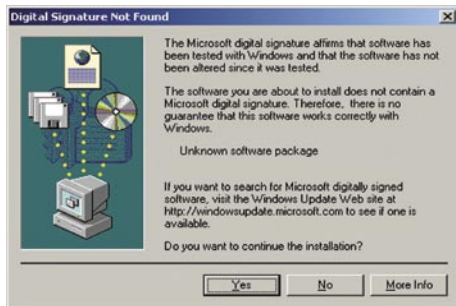 Digital Signature Not Found
The Microsoft digital signature affirms that software has
been tested with Windows and that the software has not
been altered since it was tested.
The software you are about to install does not contain a
Microsoft digital signature. Therefore, there is no
guarantee that this software works correctly with
Windows.
Unknown software package
If you want to search for Microsoft digitally signed
software, visit the Windows Update Web site at
http://windowsupdate.microsoft.com to see if one is
available.
Do you want to continue the installation?
Yes No More Info